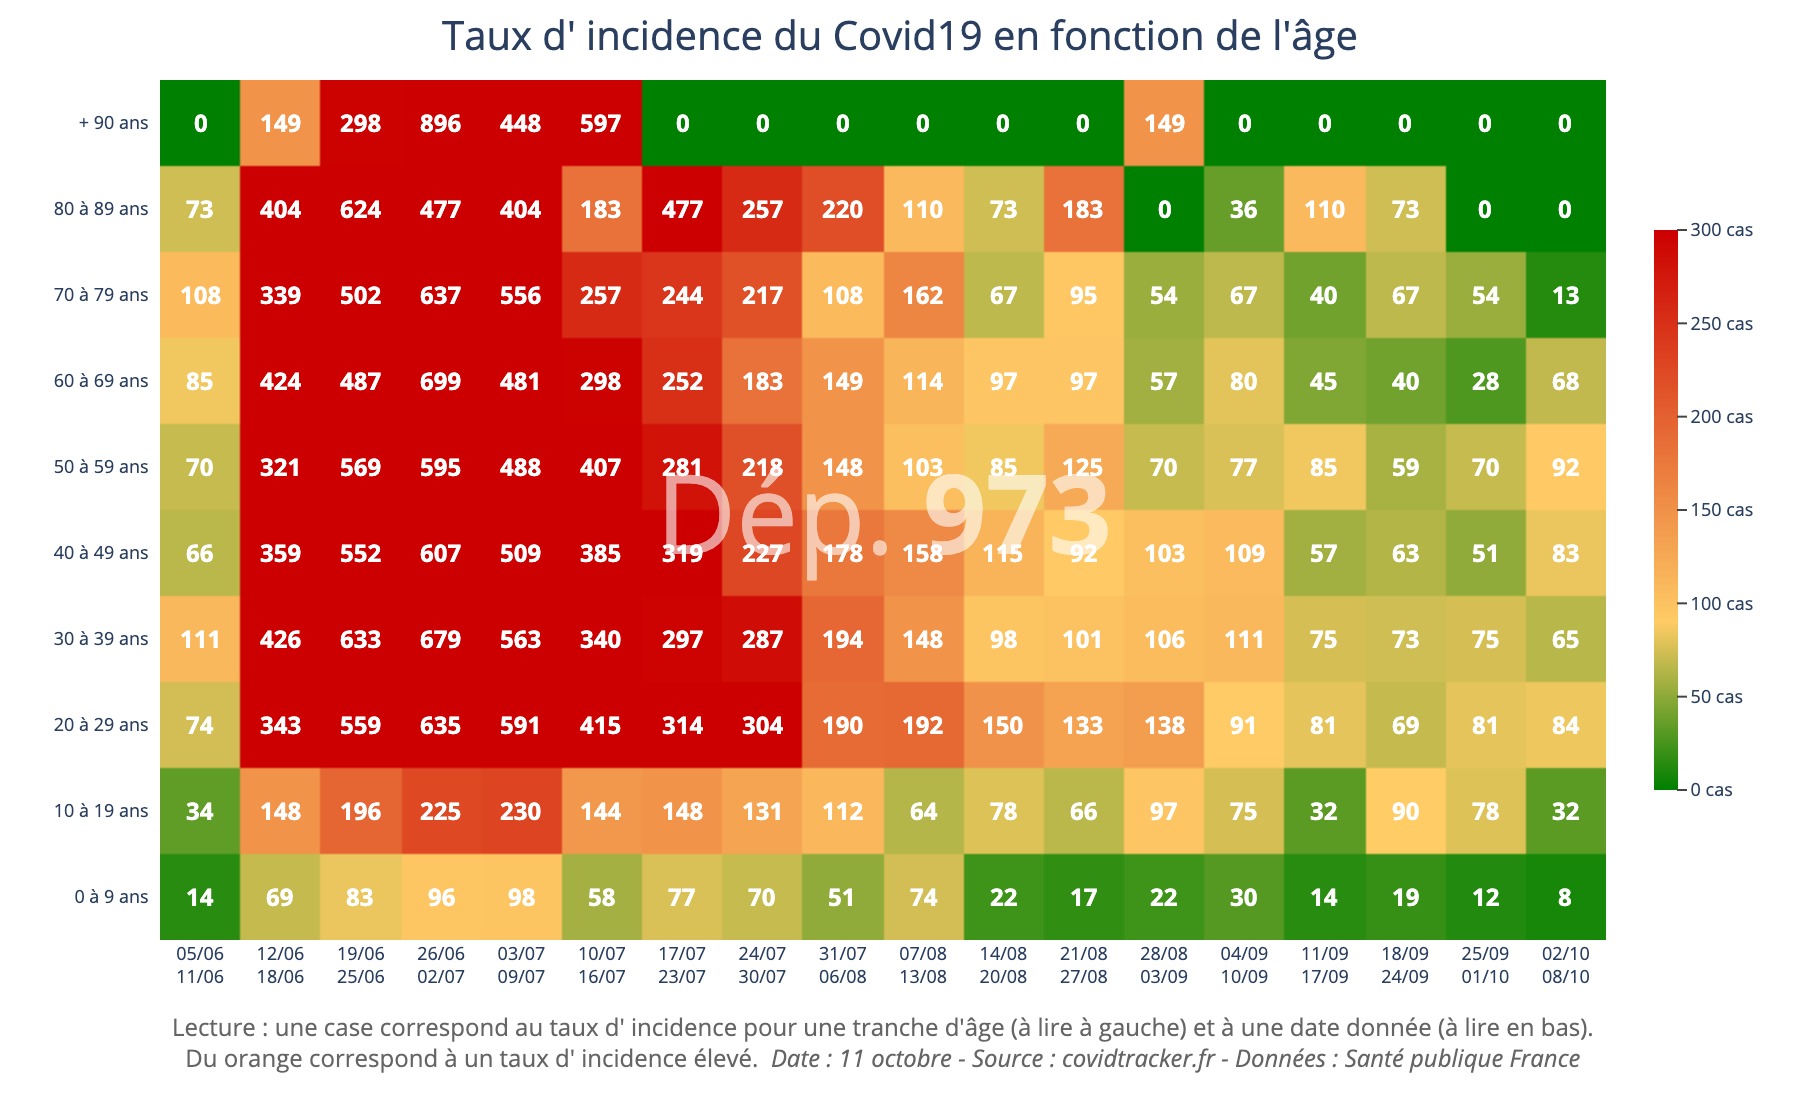 Taux d' incidence du Covid19 en fonction de l'âge
+ 90 ans 0 149 298 896 448 597 0 0 0 0 0 0 149 0 0 0 0 0
80 à 89 ans 73 404 624 477 404 183 477 257 220 110 73 183 0 36 110 73 0 0
70 à 79 ans 108 339 502 637 556 257 244 217 108 162 67 95 54 67 40 67 54 13
60 à 69 ans 85 424 487 699 481 298 252 183 149 114 97 97 57 80 45 40 28 68
50 à 59 ans 70 321 569 595 488 407 281 218 148 103 85 125 70 77 85 59 70 92
Dép. 973
40 à 49 ans 66 359 552 607 509 385 319 227 178 158 115 92 103 109 57 63 51 83
30 à 39 ans 111 426 633 679 563 340 297 287 194 148 98 101 106 111 75 73 75 65
20 à 29 ans 74 343 559 635 591 415 314 304 190 192 150 133 138 91 81 69 81 84
10 à 19 ans 34 148 196 225 230 144 148 131 112 64 78 66 97 75 32 90 78 32
0 à 9 ans 14 69 83 96 98 58 77 70 51 74 22 17 22 30 14 19 12 8
05/06 12/06 19/06 26/06 03/07 10/07 17/07 24/07 31/07 07/08 14/08 21/08 28/08 04/09 11/09 18/09 25/09 02/10
11/06 18/06 25/06 02/07 09/07 16/07 23/07 30/07 06/08 13/08 20/08 27/08 03/09 10/09 17/09 24/09 01/10 08/10
300 cas
250 cas
200 cas
150 cas
100 cas
50 cas
0 cas
Lecture : une case correspond au taux d' incidence pour une tranche d'âge (à lire à gauche) et à une date donnée (à lire en bas).
Du orange correspond à un taux d' incidence élevé. Date : 11 octobre - Source : covidtracker.fr - Données : Santé publique France